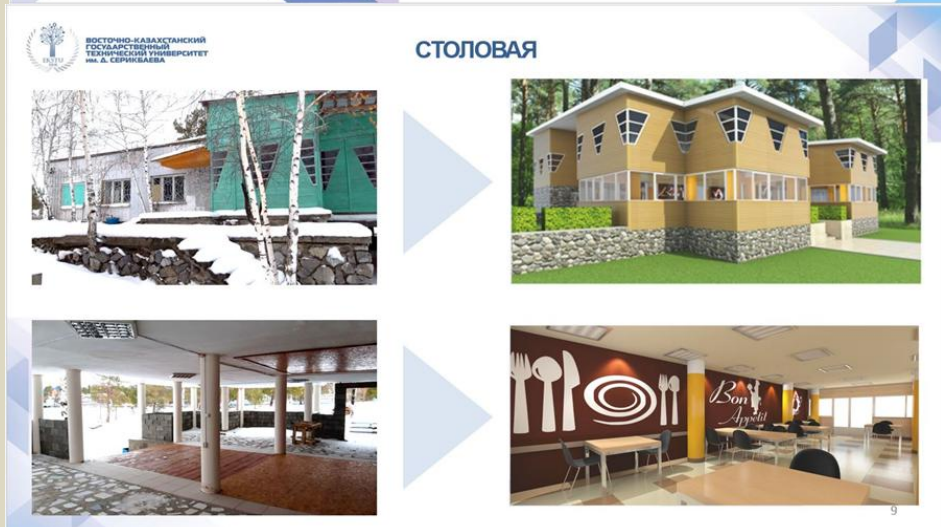 ВОСТОЧНО-КАЗАХСТАНСКИЙ
ГОСУДАРСТВЕННЫЙ
ТЕХНИЧЕСКИЙ УНИВЕРСИТЕТ
им. Д. СЕРИКБАЕВА
СТОЛОВАЯ
Bon
Appetit
9